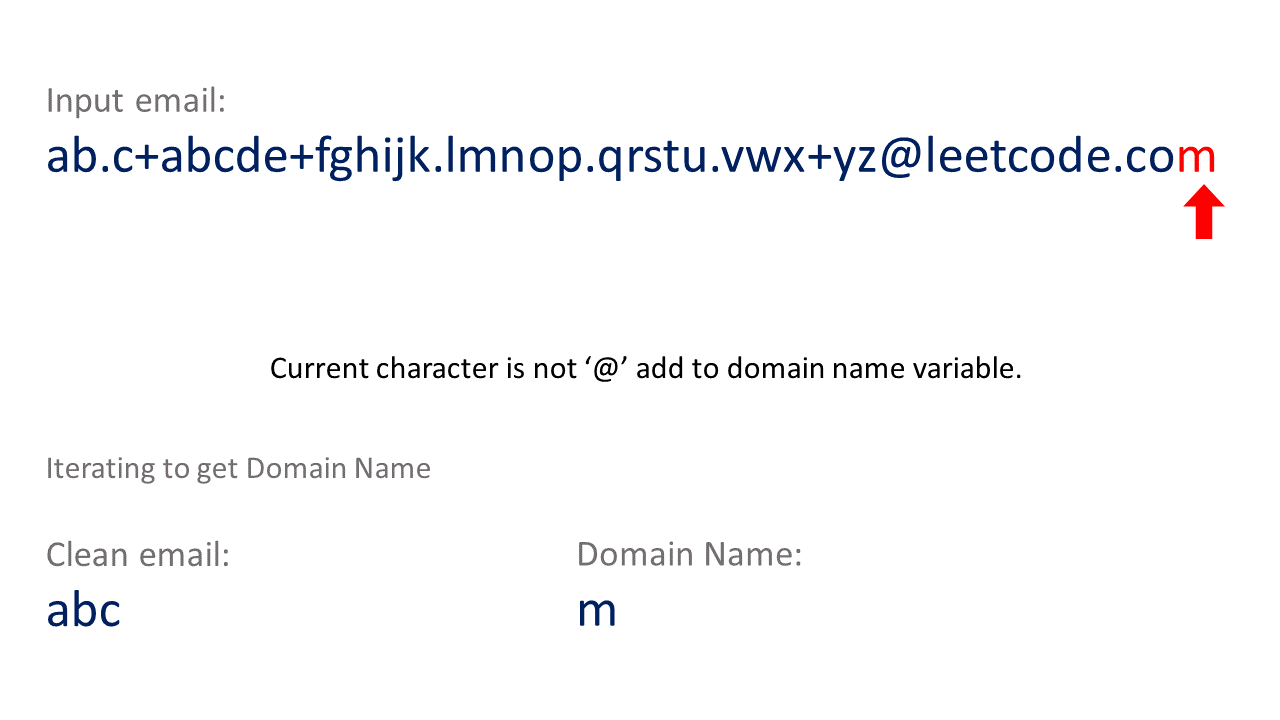 Input email:
ab.c+abcde+fghijk.lmnop.qrstu.vwx+yz@leetcode.com
Current character is not ‘@’ add to domain name variable.
Iterating to get Domain Name
Clean email:
abc
Domain Name:
m